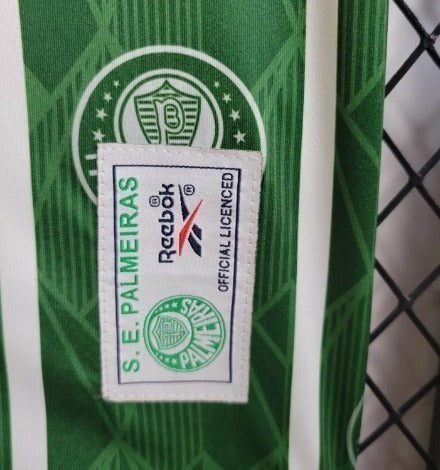 S. E. PALMEIRAS
Reebok®
®
OFFICIAL LICENCED
PALMEIRAS